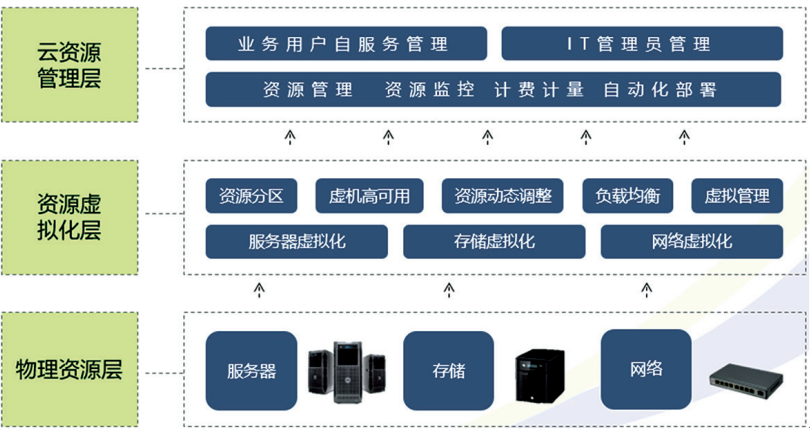 云资源
管理层
业务用户自服务管理
IT管理员管理
资源管理 资源监控 计费计量 自动化部署
资源虚
拟化层
资源分区
虚机高可用
资源动态调整
负载均衡
虚拟管理
服务器虚拟化
存储虚拟化
网络虚拟化
物理资源层
服务器
存储
网络